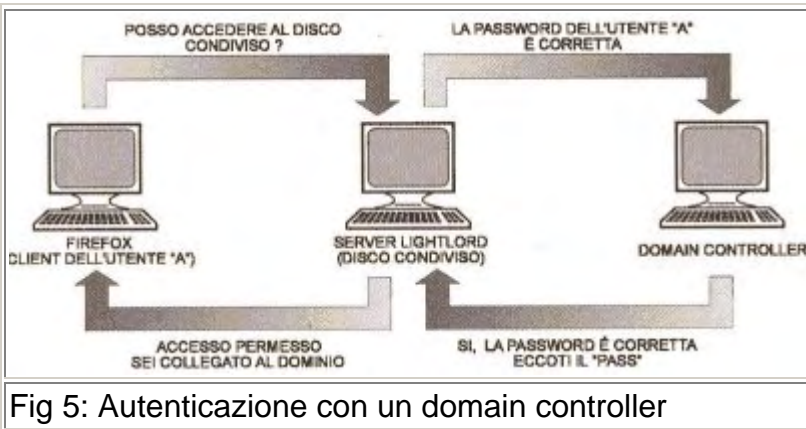 POSSO ACCEDERE AL DISCO
CONDIVISO ?
LA PASSWORD DELL'UTENTE "A"
É CORRETTA
FIREFOX
CLIENT DELL'UTENTE "A")
SERVER LIGHTLORD
(DISCO CONDIVISO)
DOMAIN CONTROLLER
ACCESSO PERMESSO
SEI COLLEGATO AL DOMINIO
SI, LA PASSWORD É CORRETTA
ECCOTI IL "PASS"
Fig 5: Autenticazione con un domain controller